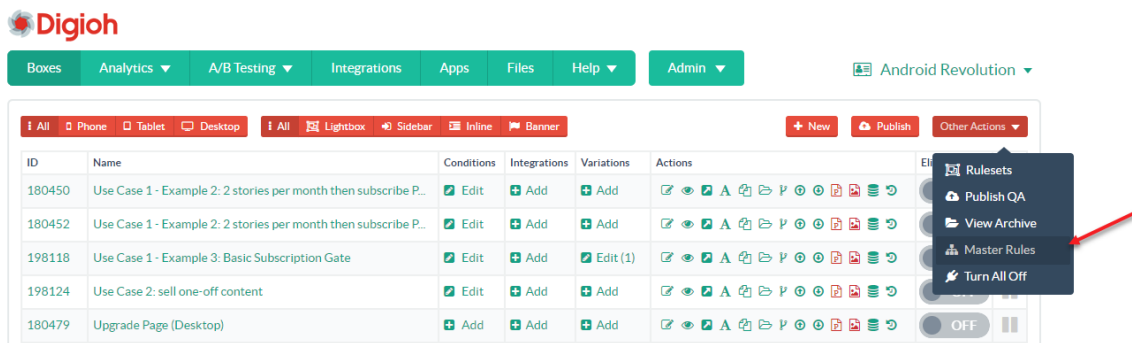 Digioh
Boxes Analytics A/B Testing Integrations Apps Files Help Admin Android Revolution
All Phone Tablet Desktop All Lightbox Sidebar Inline Banner New Publish Other Actions
ID Name Conditions Integrations Variations Actions
Rulesets
180450 Use Case 1 - Example 2: 2 stories per month then subscribe P... Edit Add Add
Publish QA
180452 Use Case 1 - Example 2: 2 stories per month then subscribe P... Edit Add Add
View Archive
198118 Use Case 1 - Example 3: Basic Subscription Gate Edit Add Edit (1)
Master Rules
198124 Use Case 2: sell one-off content Edit Add Add
Turn All Off
180479 Upgrade Page (Desktop) Add Add Add OFF